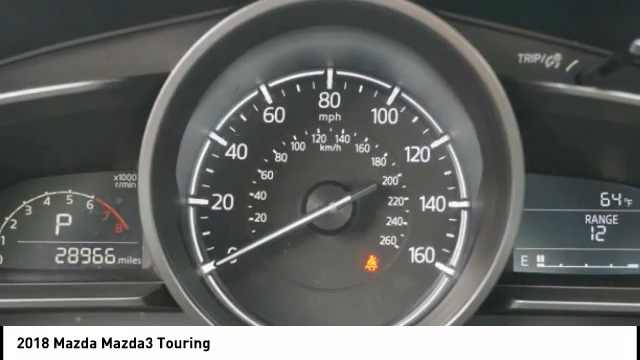 TRIP/
60 80 100
mph
40 120
20 140
0 160
20 40 60 80 100 120 140 160 180 200 220 240 260
km/h
x1000
r/min
1 2 3 4 5 6 7 8
P
28966 miles
64°F
RANGE
12
E
2018 Mazda Mazda3 Touring